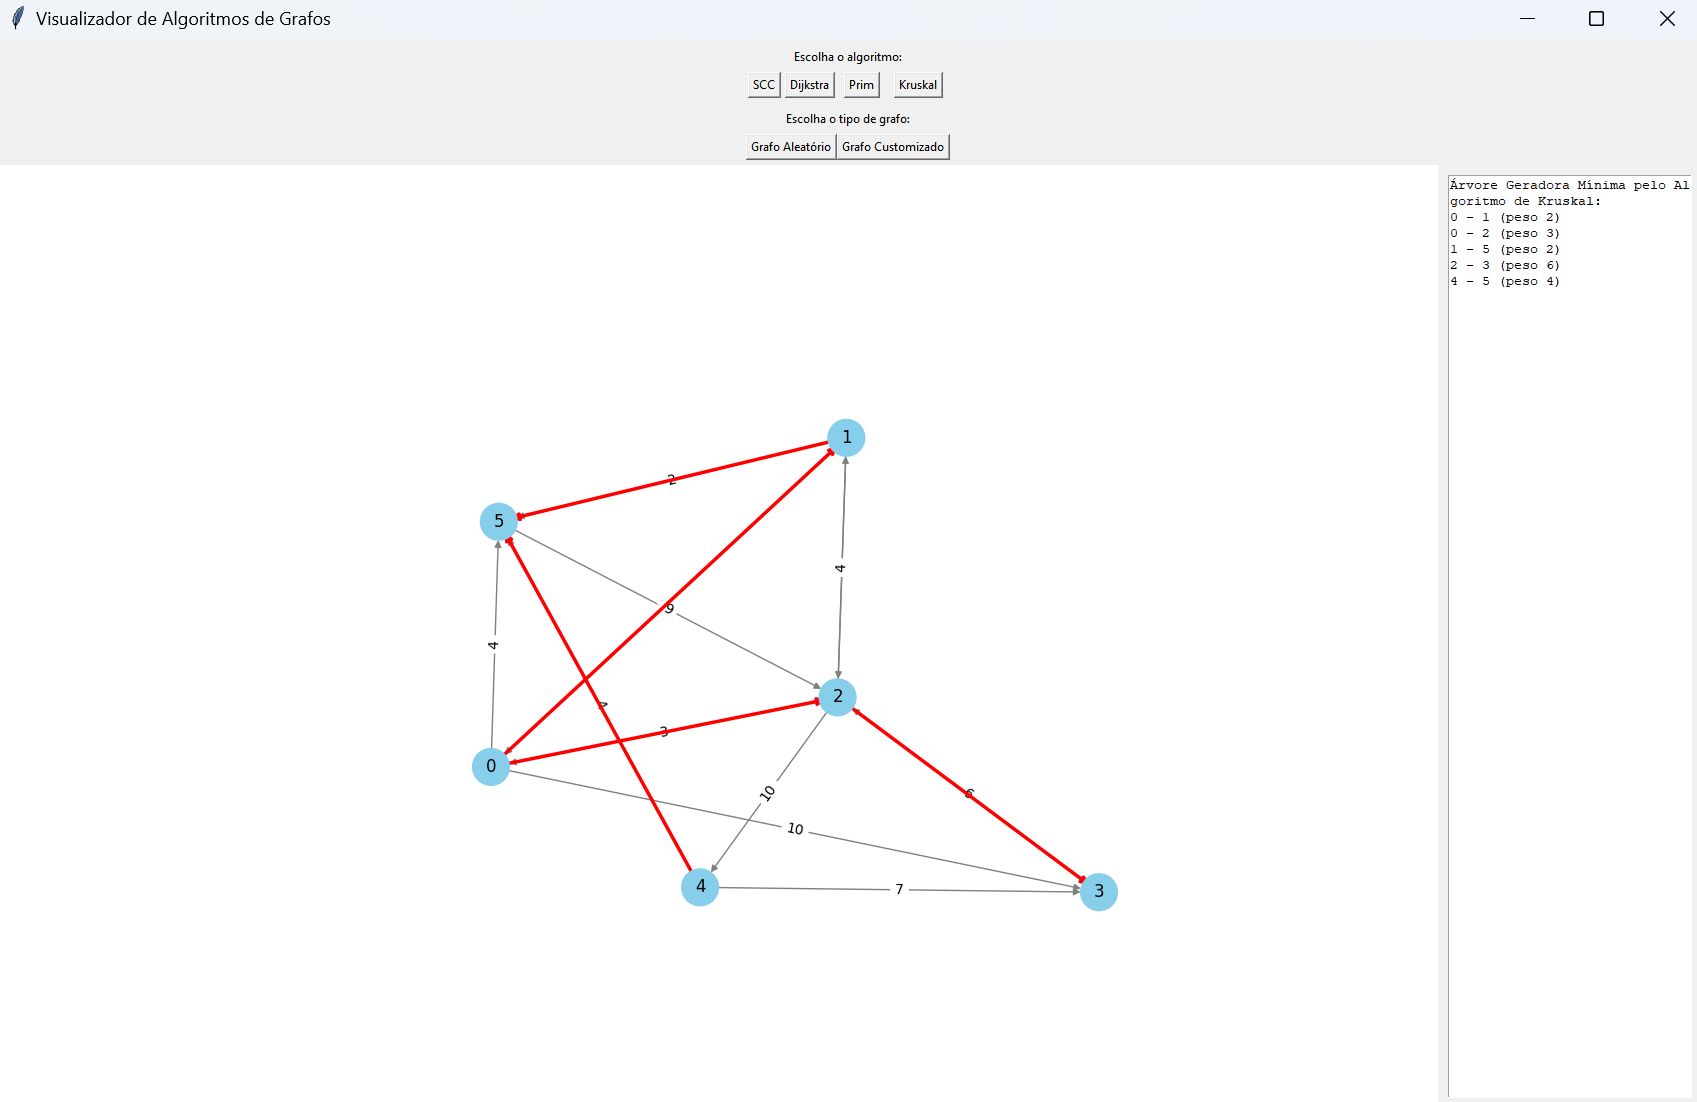 Visualizador de Algoritmos de Grafos
Escolha o algoritmo:
SCC Dijkstra Prim Kruskal
Escolha o tipo de grafo:
Grafo Aleatório Grafo Customizado
Árvore Geradora Mínima pelo Al
goritmo de Kruskal:
0 - 1 (peso 2)
0 - 2 (peso 3)
1 - 5 (peso 2)
2 - 3 (peso 6)
4 - 5 (peso 4)
1
2
5
4
9
4
2
4
3
0
6
10
10
4
7
3